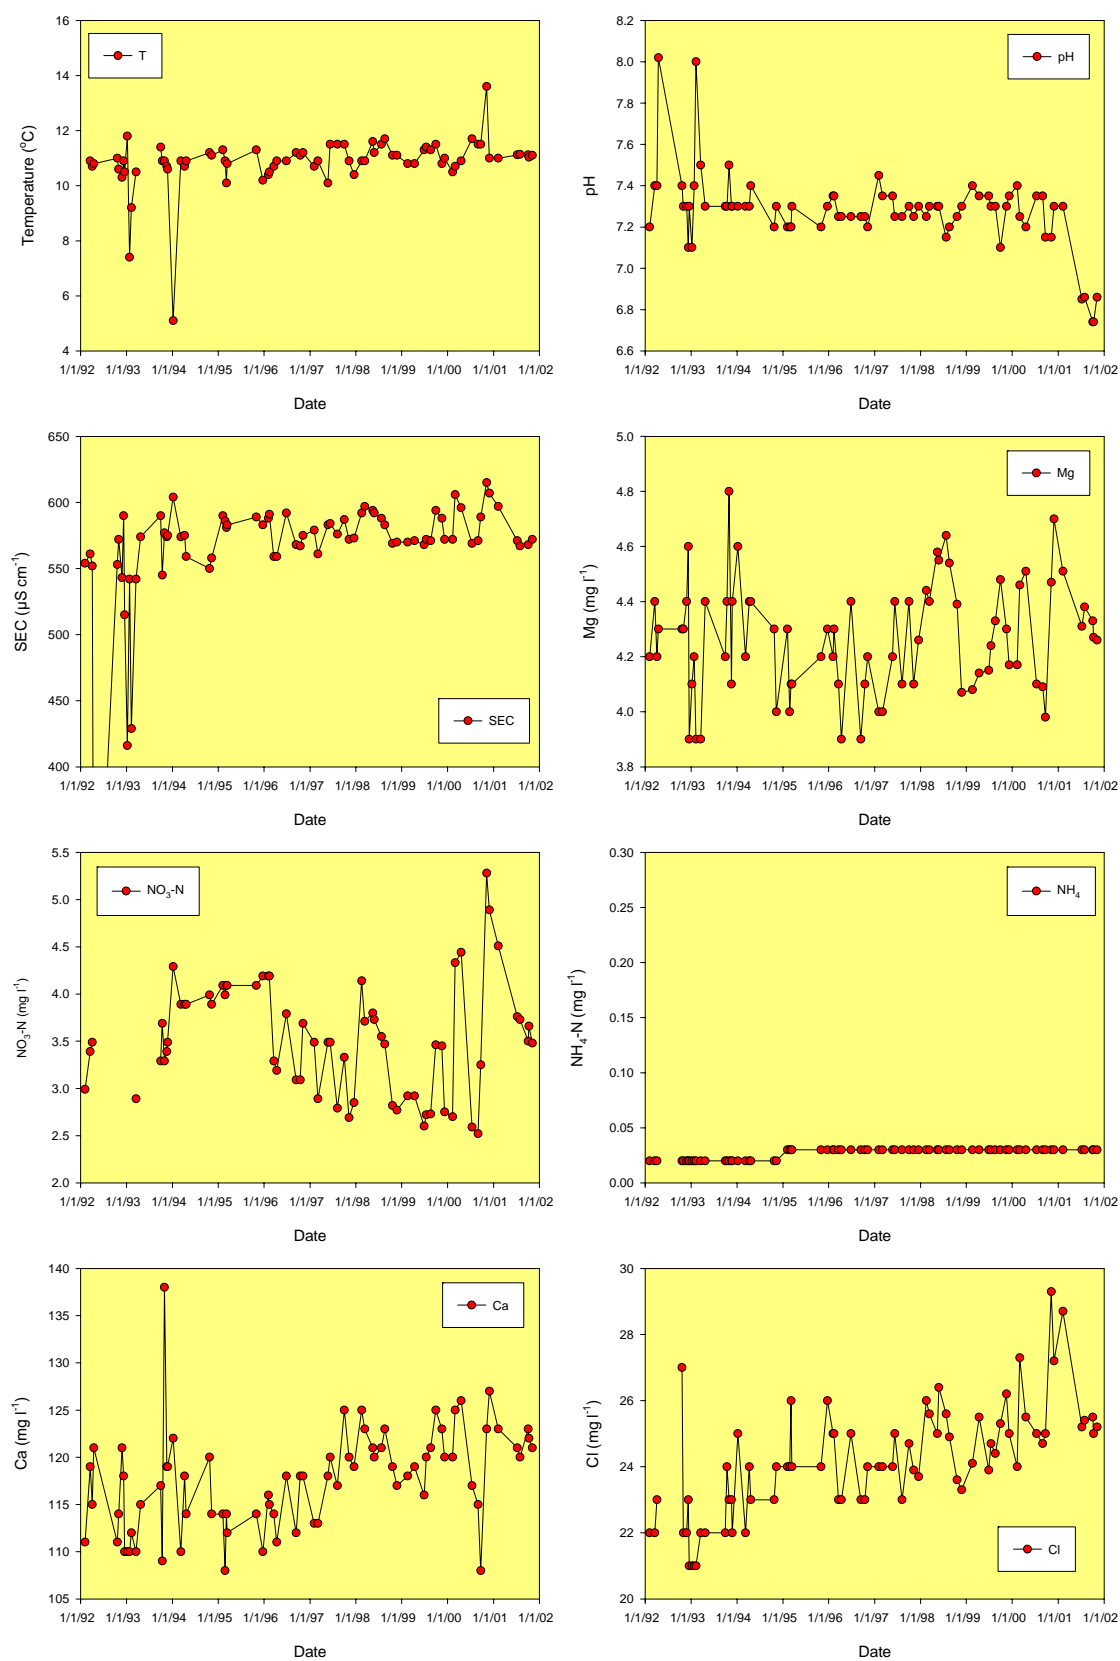 16
14
12
10
8
6
4
Temperature (°C)
T
1/1/92 1/1/93 1/1/94 1/1/95 1/1/96 1/1/97 1/1/98 1/1/99 1/1/00 1/1/01 1/1/02
Date
8.2
8.0
7.8
7.6
7.4
7.2
7.0
6.8
6.6
pH
pH
1/1/92 1/1/93 1/1/94 1/1/95 1/1/96 1/1/97 1/1/98 1/1/99 1/1/00 1/1/01 1/1/02
Date
650
600
550
500
450
400
SEC (µS cm⁻¹)
SEC
1/1/92 1/1/93 1/1/94 1/1/95 1/1/96 1/1/97 1/1/98 1/1/99 1/1/00 1/1/01 1/1/02
Date
5.0
4.8
4.6
4.4
4.2
4.0
3.8
Mg (mg l⁻¹)
Mg
1/1/92 1/1/93 1/1/94 1/1/95 1/1/96 1/1/97 1/1/98 1/1/99 1/1/00 1/1/01 1/1/02
Date
5.5
5.0
4.5
4.0
3.5
3.0
2.5
2.0
NO₃-N (mg l⁻¹)
NO₃-N
1/1/92 1/1/93 1/1/94 1/1/95 1/1/96 1/1/97 1/1/98 1/1/99 1/1/00 1/1/01 1/1/02
Date
0.30
0.25
0.20
0.15
0.10
0.05
0.00
NH₄-N (mg l⁻¹)
NH₄
1/1/92 1/1/93 1/1/94 1/1/95 1/1/96 1/1/97 1/1/98 1/1/99 1/1/00 1/1/01 1/1/02
Date
140
135
130
125
120
115
110
105
Ca (mg l⁻¹)
Ca
1/1/92 1/1/93 1/1/94 1/1/95 1/1/96 1/1/97 1/1/98 1/1/99 1/1/00 1/1/01 1/1/02
Date
30
28
26
24
22
20
Cl (mg l⁻¹)
Cl
1/1/92 1/1/93 1/1/94 1/1/95 1/1/96 1/1/97 1/1/98 1/1/99 1/1/00 1/1/01 1/1/02
Date